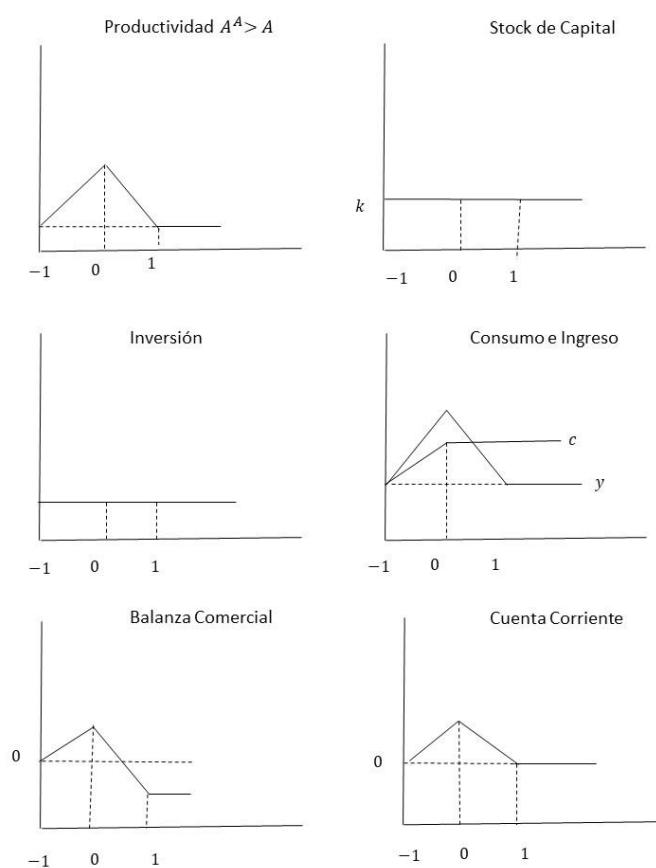 Productividad A^A > A
Stock de Capital
k
−1 0 1
−1 0 1
Inversión
Consumo e Ingreso
c
y
−1 0 1
−1 0 1
Balanza Comercial
Cuenta Corriente
0
0
−1 0 1
−1 0 1